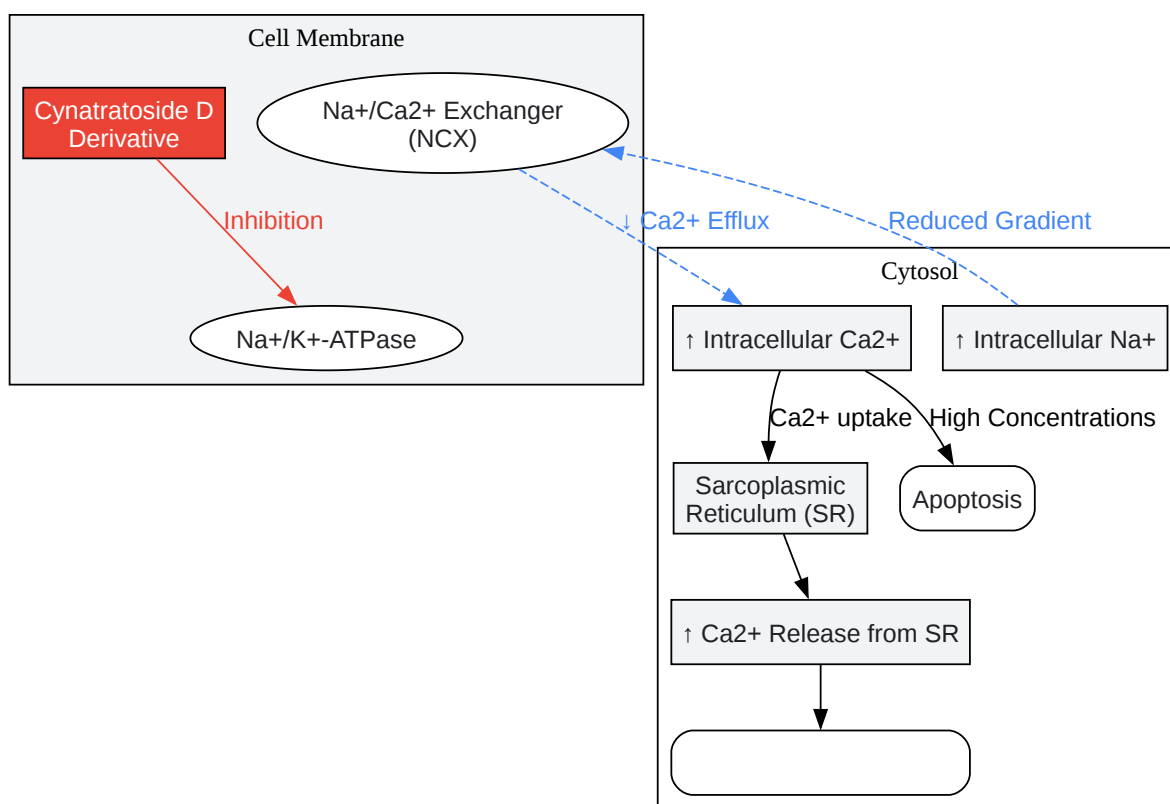 Cell Membrane
Cynatratoside D
Derivative
Na+/Ca2+ Exchanger
(NCX)
Inhibition
↓ Ca2+ Efflux
Reduced Gradient
Cytosol
Na+/K+-ATPase
↑ Intracellular Ca2+
↑ Intracellular Na+
Ca2+ uptake
High Concentrations
Sarcoplasmic
Reticulum (SR)
Apoptosis
↑ Ca2+ Release from SR